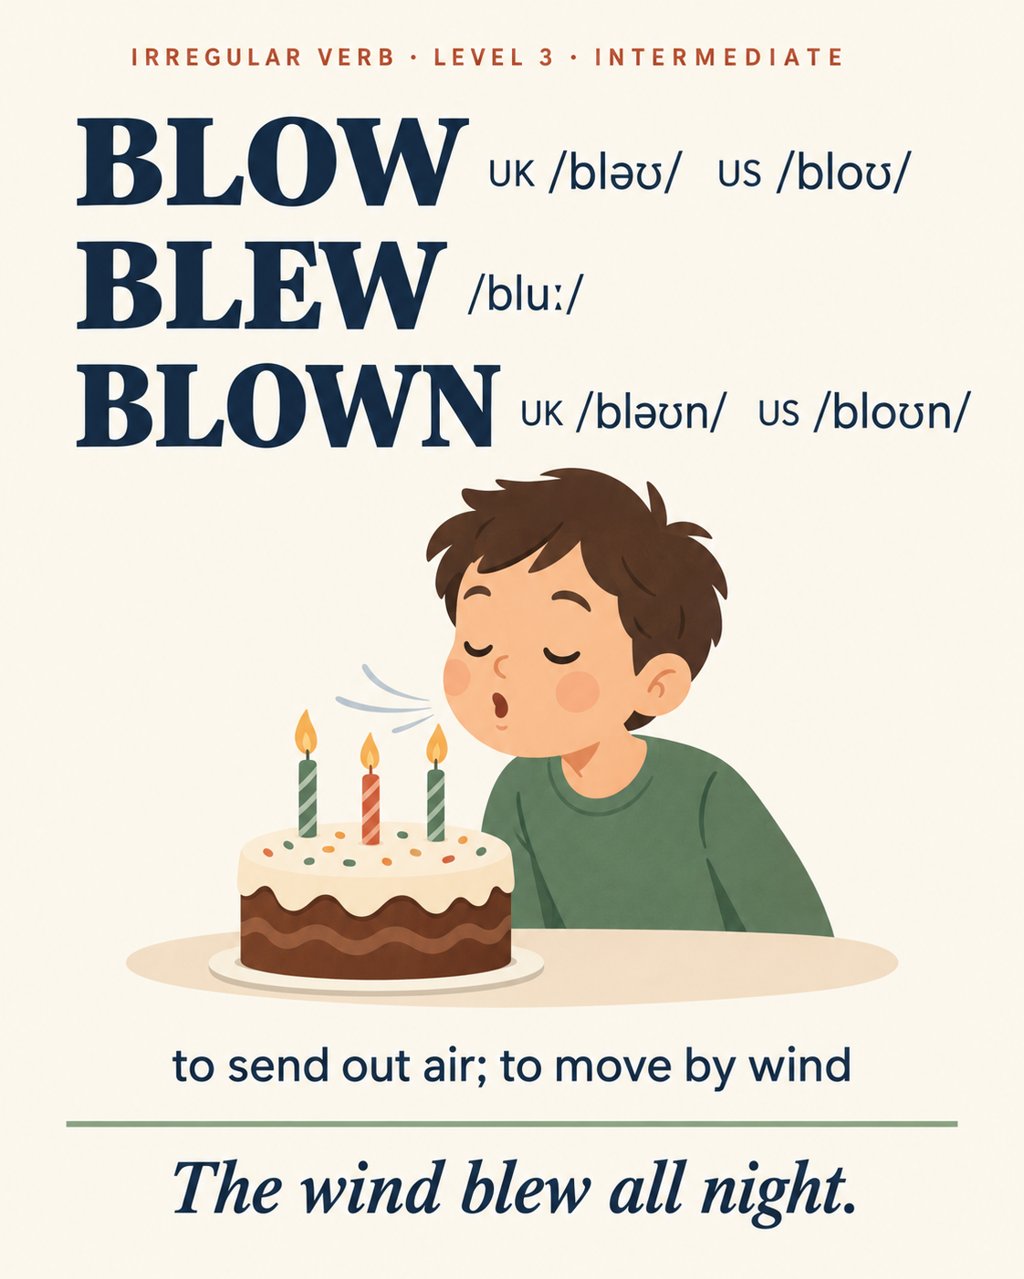 IRREGULAR VERB · LEVEL 3 · INTERMEDIATE
BLOW UK /bləʊ/ US /bloʊ/
BLEW /bluː/
BLOWN UK /bləʊn/ US /bloʊn/
to send out air; to move by wind
The wind blew all night.